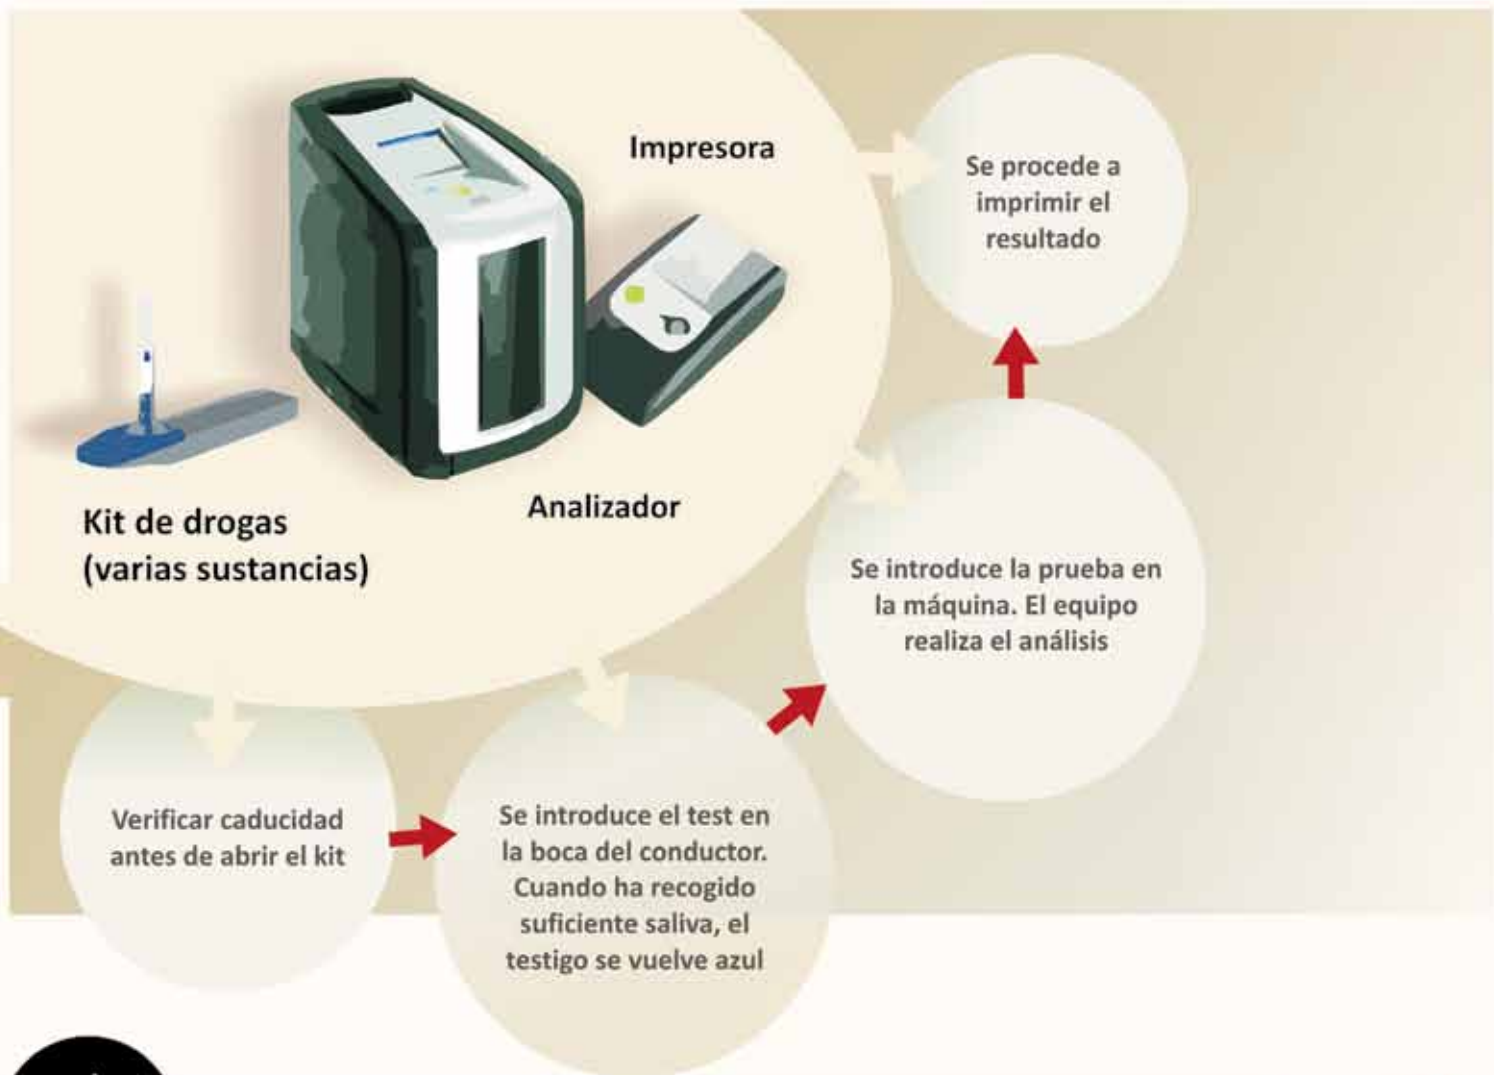 Impresora
Analizador
Kit de drogas
(varias sustancias)
Verificar caducidad
antes de abrir el kit
Se introduce el test en
la boca del conductor.
Cuando ha recogido
suficiente saliva, el
testigo se vuelve azul
Se introduce la prueba en
la máquina. El equipo
realiza el análisis
Se procede a
imprimir el
resultado